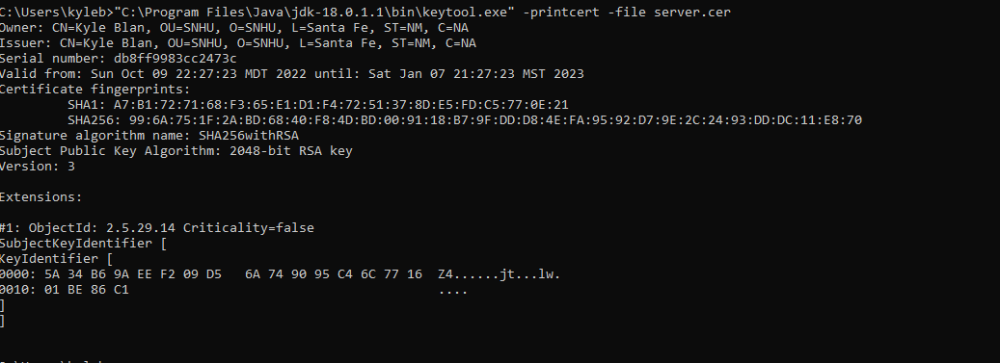 C:\Users\kyleb>"C:\Program Files\Java\jdk-18.0.1.1\bin\keytool.exe" -printcert -file server.cer
Owner: CN=Kyle Blan, OU=SNHU, O=SNHU, L=Santa Fe, ST=NM, C=NA
Issuer: CN=Kyle Blan, OU=SNHU, O=SNHU, L=Santa Fe, ST=NM, C=NA
Serial number: db8ff9983cc2473c
Valid from: Sun Oct 09 22:27:23 MDT 2022 until: Sat Jan 07 21:27:23 MST 2023
Certificate fingerprints:
         SHA1: A7:B1:72:71:68:F3:65:E1:D1:F4:72:51:37:8D:E5:FD:C5:77:0E:21
         SHA256: 99:6A:75:1F:2A:BD:68:40:F8:4D:BD:00:91:18:B7:9F:DD:D8:4E:FA:95:92:D7:9E:2C:24:93:DD:DC:11:E8:70
Signature algorithm name: SHA256withRSA
Subject Public Key Algorithm: 2048-bit RSA key
Version: 3
Extensions:
#1: ObjectId: 2.5.29.14 Criticality=false
SubjectKeyIdentifier [
KeyIdentifier [
0000: 5A 34 B6 9A EE F2 09 D5   6A 74 90 95 C4 6C 77 16  Z4......jt...lw.
0010: 01 BE 86 C1                                        ....
]
]